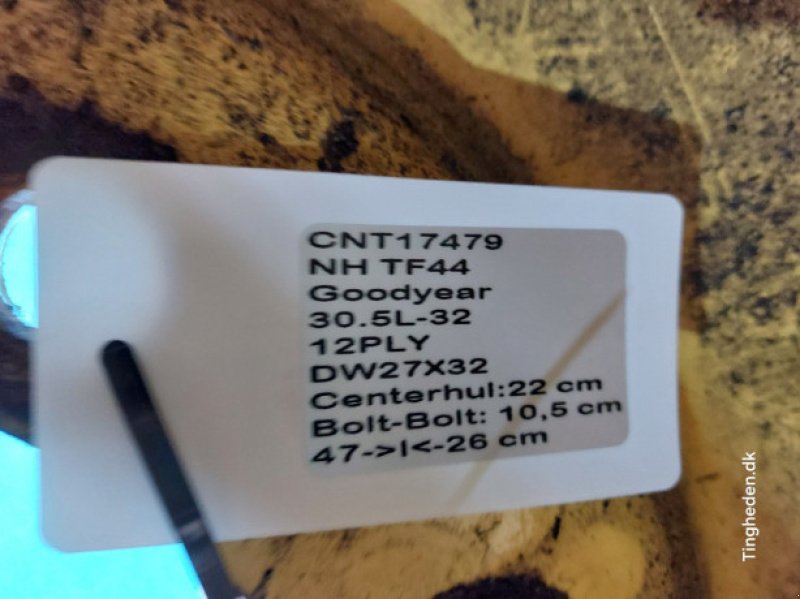 CNT17479
NH TF44
Goodyear
30.5L-32
12PLY
DW27X32
Centerhul:22 cm
Bolt-Bolt: 10,5 cm
47->|<-26 cm
Tingheden.dk